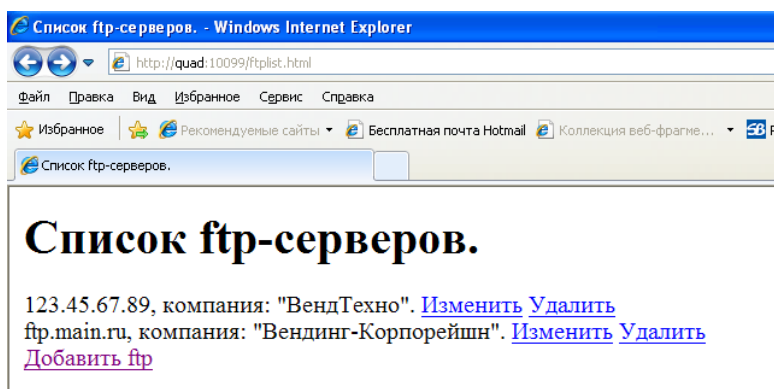 Список ftp-серверов. - Windows Internet Explorer
http://quad:10099/ftplist.html
Файл Правка Вид Избранное Сервис Справка
Избранное Рекомендуемые сайты Бесплатная почта Hotmail Коллекция веб-фрагме...
Список ftp-серверов.
Список ftp-серверов.
123.45.67.89, компания: "ВендТехно". Изменить Удалить
ftp.main.ru, компания: "Вендинг-Корпорейшн". Изменить Удалить
Добавить ftp